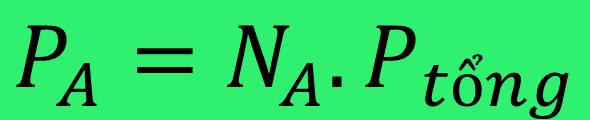 P_A = N_A. P_tổng